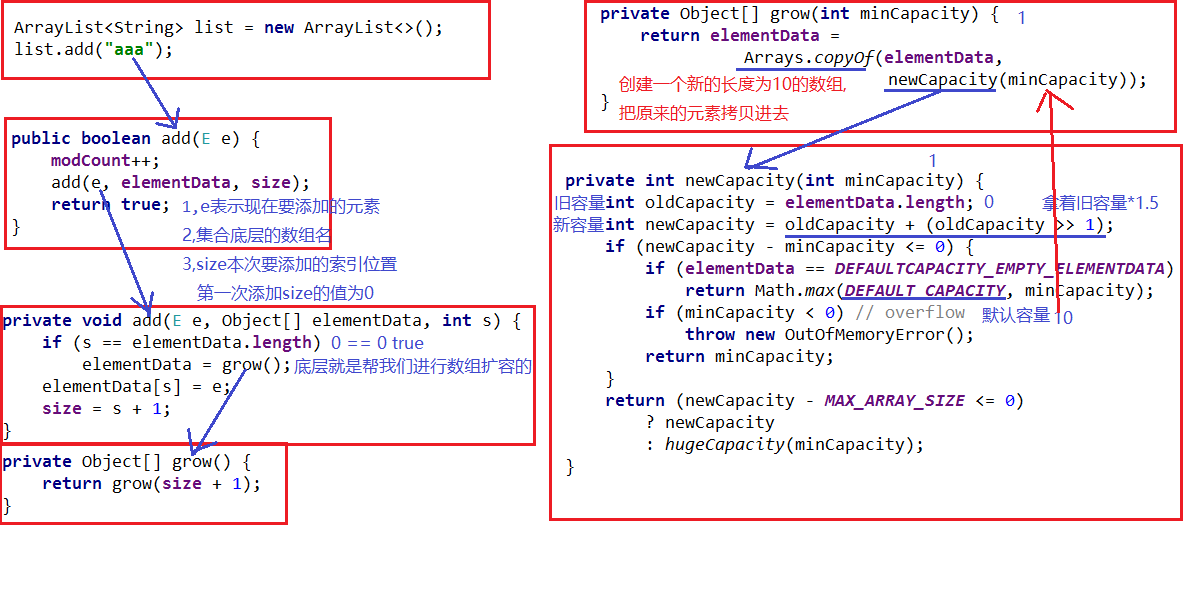 ArrayList<String> list = new ArrayList<>();
list.add("aaa");
public boolean add(E e) {
modCount++;
add(e, elementData, size);
return true; 1,e表示现在要添加的元素
} 2,集合底层的数组名
3,size本次要添加的索引位置
第一次添加size的值为0
private void add(E e, Object[] elementData, int s) {
if (s == elementData.length) 0 == 0 true
elementData = grow(); 底层就是帮我们进行数组扩容的
elementData[s] = e;
size = s + 1;
}
private Object[] grow() {
return grow(size + 1);
}
private Object[] grow(int minCapacity) { 1
return elementData =
Arrays.copyOf(elementData,
newCapacity(minCapacity));
创建一个新的长度为10的数组,
}
把原来的元素拷贝进去
1
private int newCapacity(int minCapacity) {
旧容量int oldCapacity = elementData.length; 0 拿着旧容量*1.5
新容量int newCapacity = oldCapacity + (oldCapacity >> 1);
if (newCapacity - minCapacity <= 0) {
if (elementData == DEFAULTCAPACITY_EMPTY_ELEMENTDATA)
return Math.max(DEFAULT_CAPACITY, minCapacity);
if (minCapacity < 0) // overflow 默认容量 10
throw new OutOfMemoryError();
return minCapacity;
}
return (newCapacity - MAX_ARRAY_SIZE <= 0)
? newCapacity
: hugeCapacity(minCapacity);
}